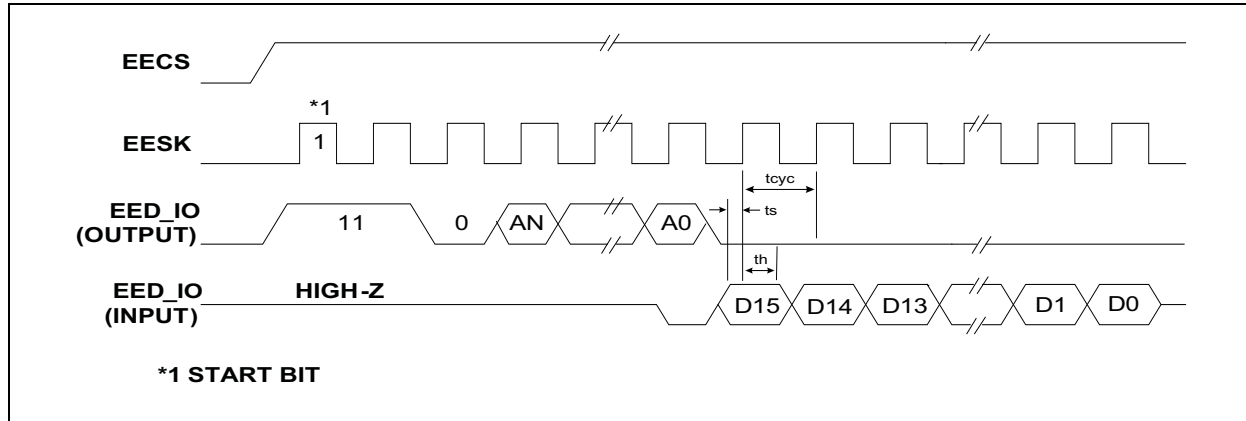 EECS
*1
EESK
1
tcyc
ts
EED_IO
(OUTPUT)
11
0
AN
A0
th
EED_IO
(INPUT)
HIGH-Z
D15
D14
D13
D1
D0
*1 START BIT